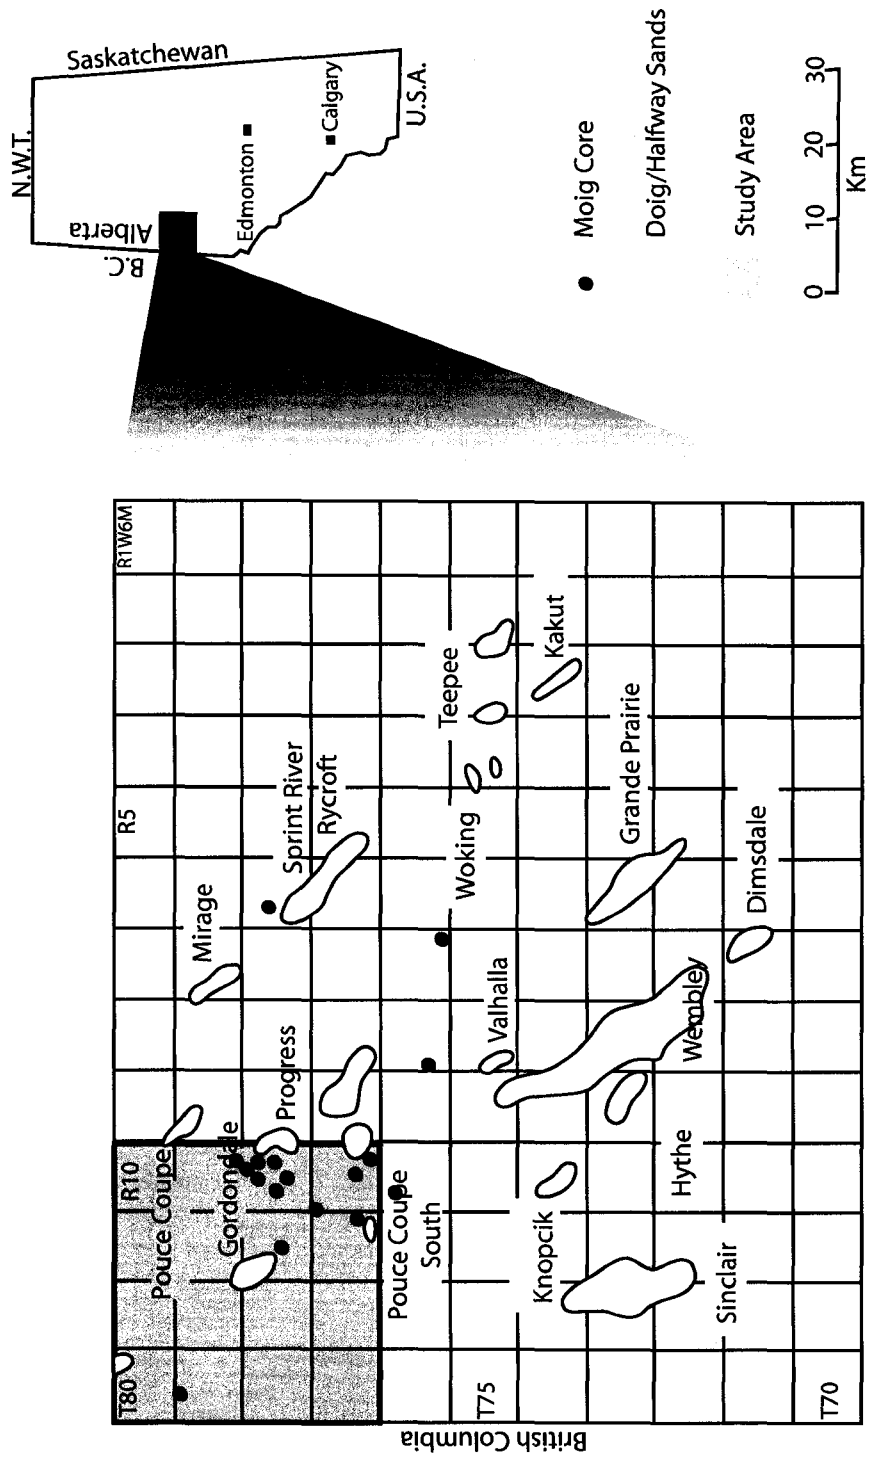 N.W.T.
Saskatchewan
Alberta
B.C.
Edmonton
Calgary
U.S.A.
Moig Core
Doig/Halfway Sands
Study Area
0 10 20 30
Km
T80
R10
R5
R1W6M
Pouce Coupe
Gordondale
Progress
Mirage
Sprint River
Rycroft
Pouce Coupe
South
Woking
Teepee
T75
Valhalla
Knopcik
Kakut
Grande Prairie
Hythe
Wembley
Sinclair
Dimsdale
T70
British Columbia